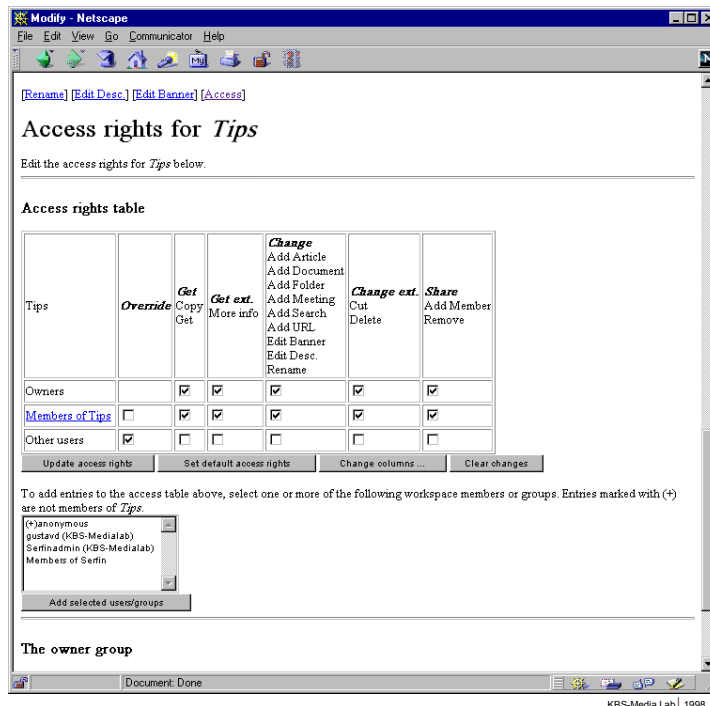 Modify - Netscape
File Edit View Go Communicator Help
My
N
[Rename] [Edit Desc.] [Edit Banner] [Access]
Access rights for Tips
Edit the access rights for Tips below.
Access rights table
Tips
Override
Get
Copy
Get
Get ext.
More info
Change
Add Article
Add Document
Add Folder
Add Meeting
Add Search
Add URL
Edit Banner
Edit Desc.
Rename
Change ext.
Cut
Delete
Share
Add Member
Remove
Owners
Members of Tips
Other users
Update access rights Set default access rights Change columns ... Clear changes
To add entries to the access table above, select one or more of the following workspace members or groups. Entries marked with (+)
are not members of Tips.
(+)anonymous
gustavd (KBS-Medialab)
Serfinadmin (KBS-Medialab)
Members of Serfin
Add selected users/groups
The owner group
Document: Done
KBS-Media Lab 1998